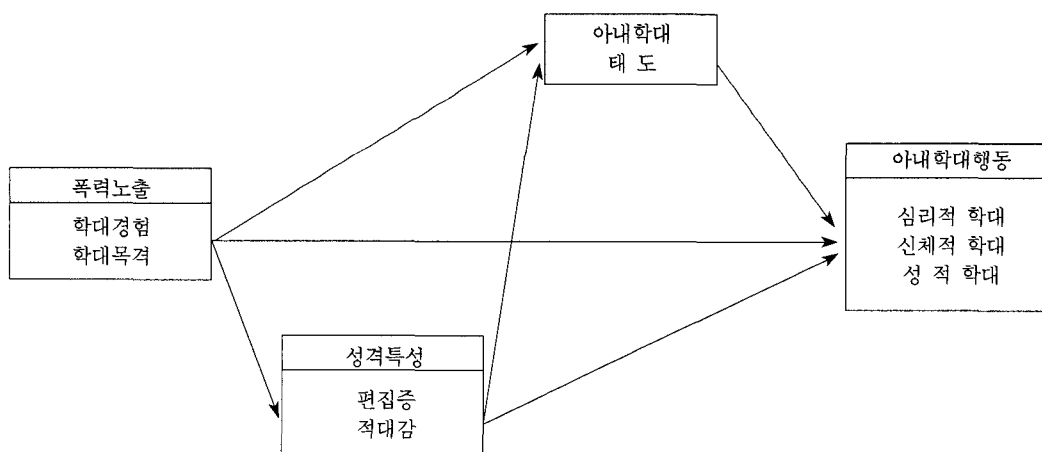 아내학대
태 도
아내학대행동
심리적 학대
신체적 학대
성 적 학대
폭력노출
학대경험
학대목격
성격특성
편집증
적대감